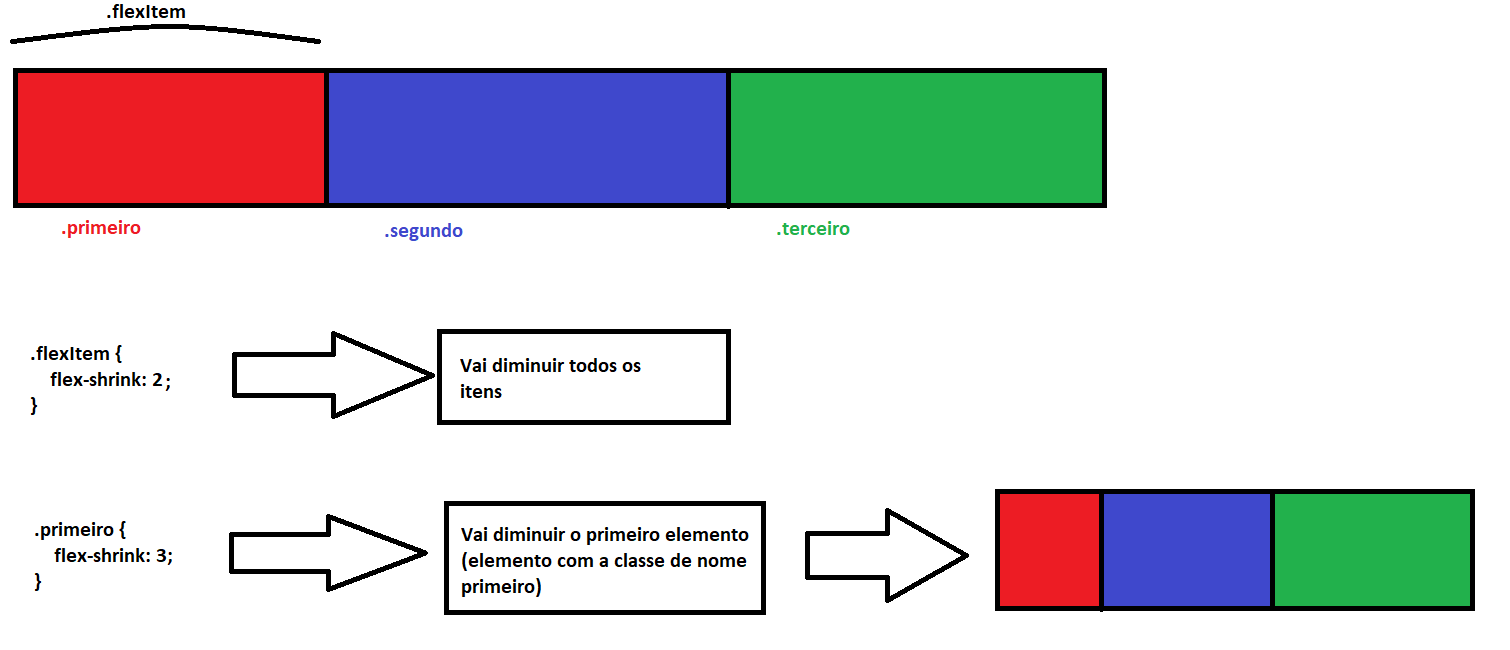 .flexItem
.primeiro
.segundo
.terceiro
.flexItem {
flex-shrink: 2;
}
Vai diminuir todos os
itens
.primeiro {
flex-shrink: 3;
}
Vai diminuir o primeiro elemento
(elemento com a classe de nome
primeiro)